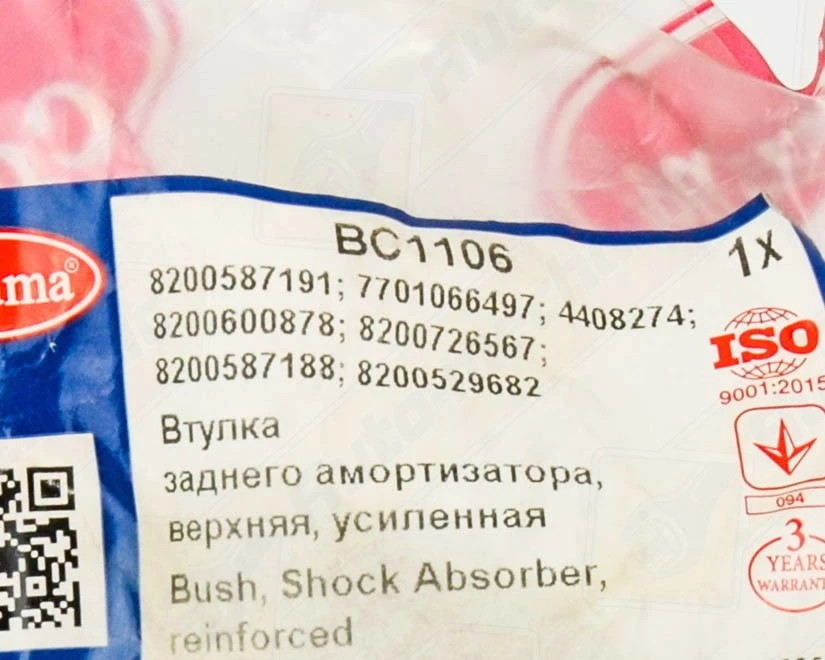 BC1106
1x
8200587191; 7701066497; 4408274;
8200600878; 8200726567;
8200587188; 8200529682
Втулка
заднего амортизатора,
верхняя, усиленная
Bush, Shock Absorber,
reinforced
ISO
9001:2015
094
3
YEARS